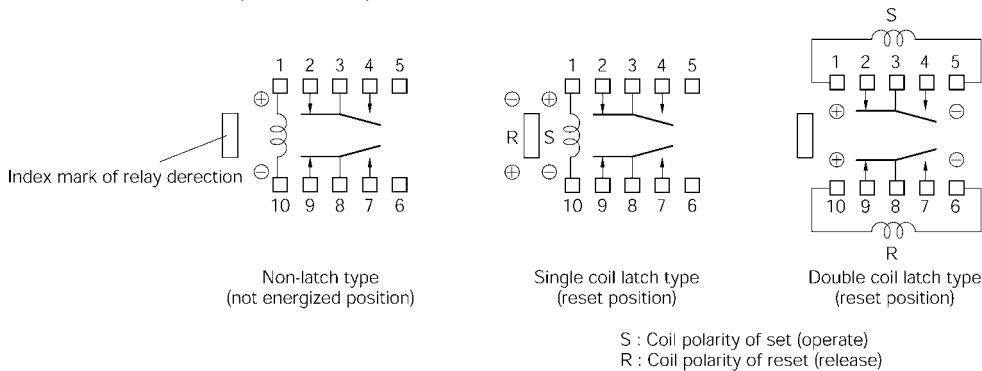 S
1 2 3 4 5
1 2 3 4 5
1 2 3 4 5
⊕
⊖ ⊕
⊕ ⊖
R S
⊕ ⊖
Index mark of relay derection
⊖
⊕ ⊖
10 9 8 7 6
10 9 8 7 6
10 9 8 7 6
R
Non-latch type
(not energized position)
Single coil latch type
(reset position)
Double coil latch type
(reset position)
S : Coil polarity of set (operate)
R : Coil polarity of reset (release)